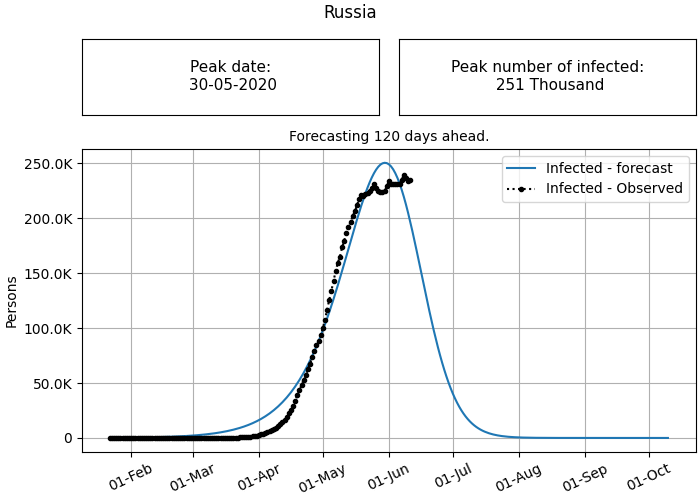 Russia
Peak date:
30-05-2020
Peak number of infected:
251 Thousand
Forecasting 120 days ahead.
Infected - forecast
Infected - Observed
Persons
250.0K
200.0K
150.0K
100.0K
50.0K
0
01-Feb
01-Mar
01-Apr
01-May
01-Jun
01-Jul
01-Aug
01-Sep
01-Oct